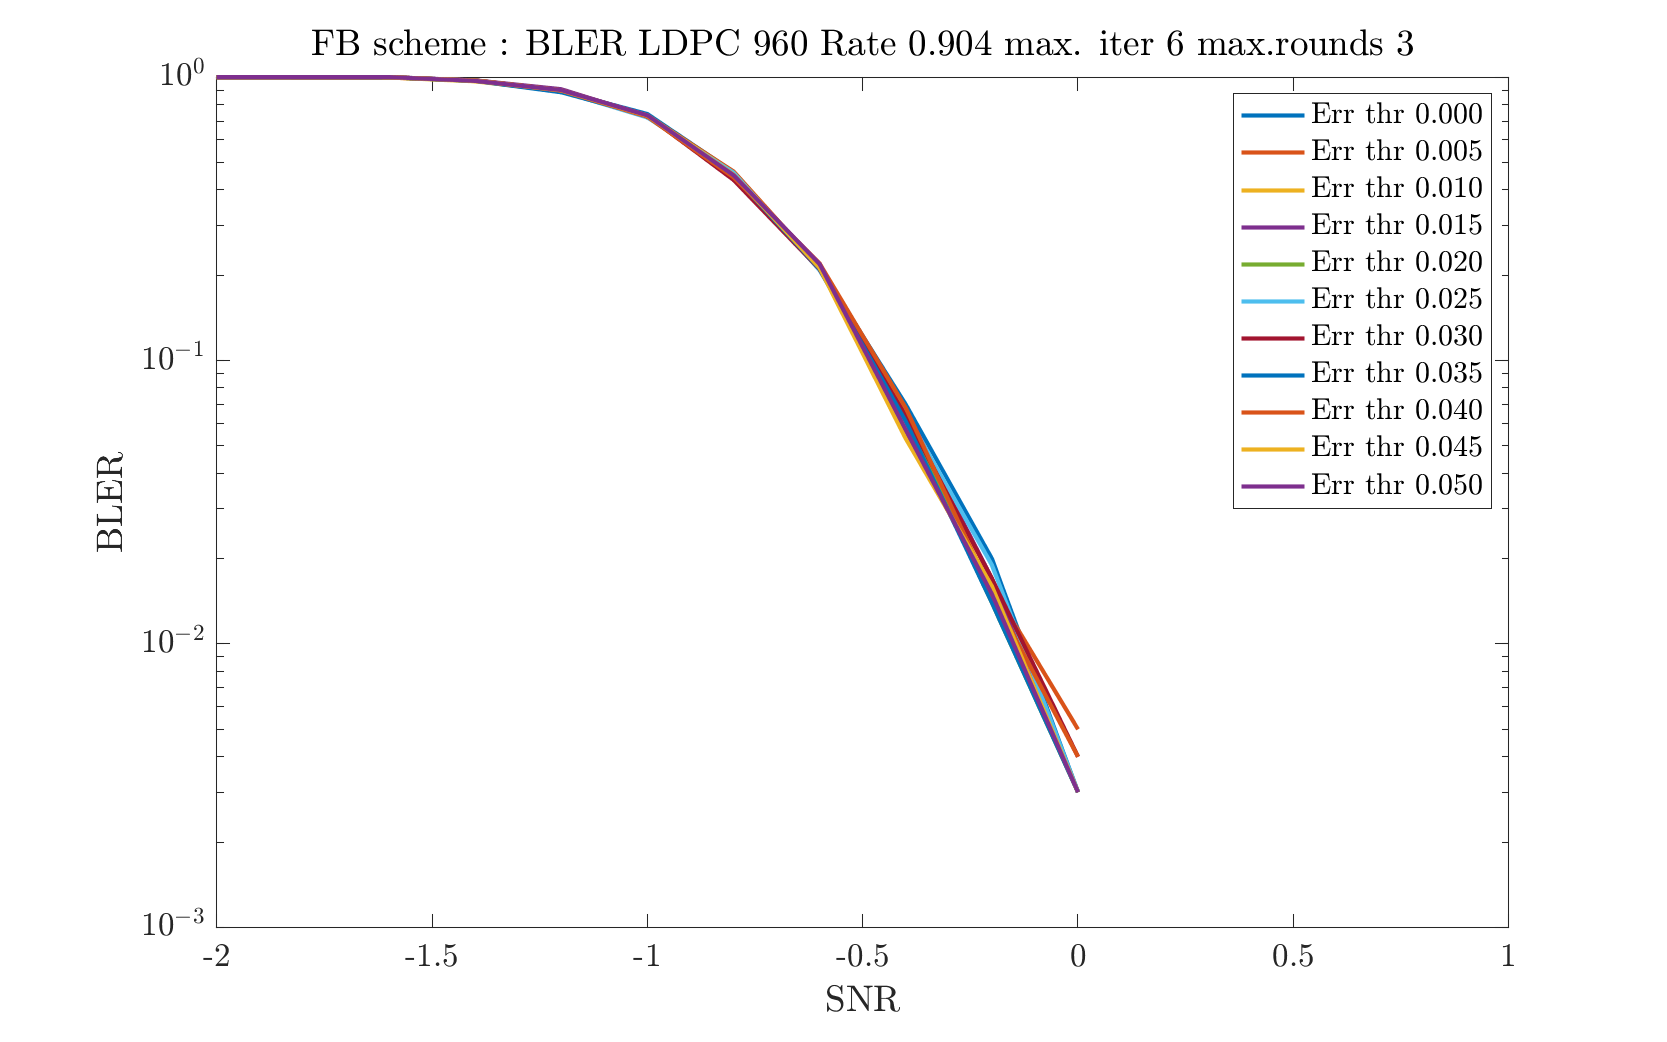 FB scheme : BLER LDPC 960 Rate 0.904 max. iter 6 max.rounds 3
10^0
10^{-1}
10^{-2}
10^{-3}
BLER
-2 -1.5 -1 -0.5 0 0.5 1
SNR
Err thr 0.000
Err thr 0.005
Err thr 0.010
Err thr 0.015
Err thr 0.020
Err thr 0.025
Err thr 0.030
Err thr 0.035
Err thr 0.040
Err thr 0.045
Err thr 0.050